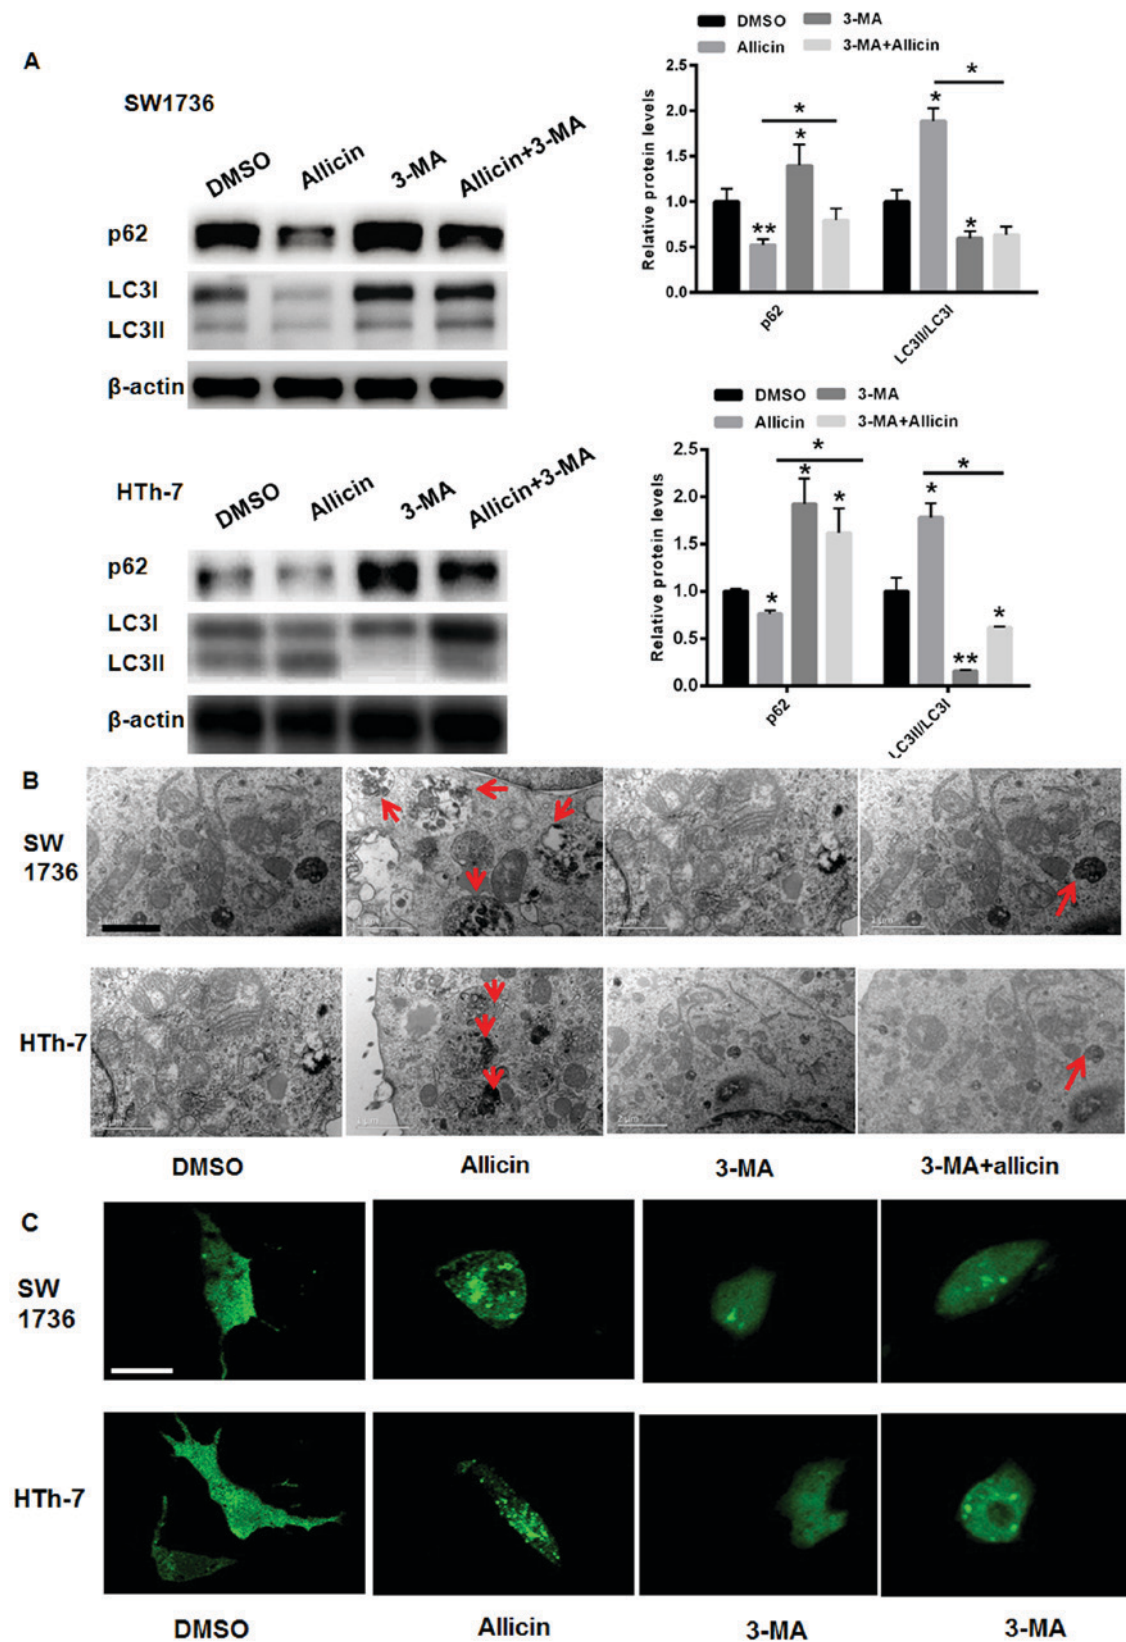 A
SW1736
DMSO
Allicin
3-MA
Allicin+3-MA
p62
LC3I
LC3II
β-actin
DMSO 3-MA
Allicin 3-MA+Allicin
Relative protein levels
2.5
2.0
1.5
1.0
0.5
0.0
*
*
**
*
*
*
p62
LC3II/LC3I
HTh-7
DMSO
Allicin
3-MA
Allicin+3-MA
p62
LC3I
LC3II
β-actin
DMSO 3-MA
Allicin 3-MA+Allicin
Relative protein levels
2.5
2.0
1.5
1.0
0.5
0.0
*
*
*
*
*
*
**
*
p62
LC3II/LC3I
B
SW
1736
HTh-7
DMSO Allicin 3-MA 3-MA+allicin
C
SW
1736
HTh-7
DMSO Allicin 3-MA 3-MA